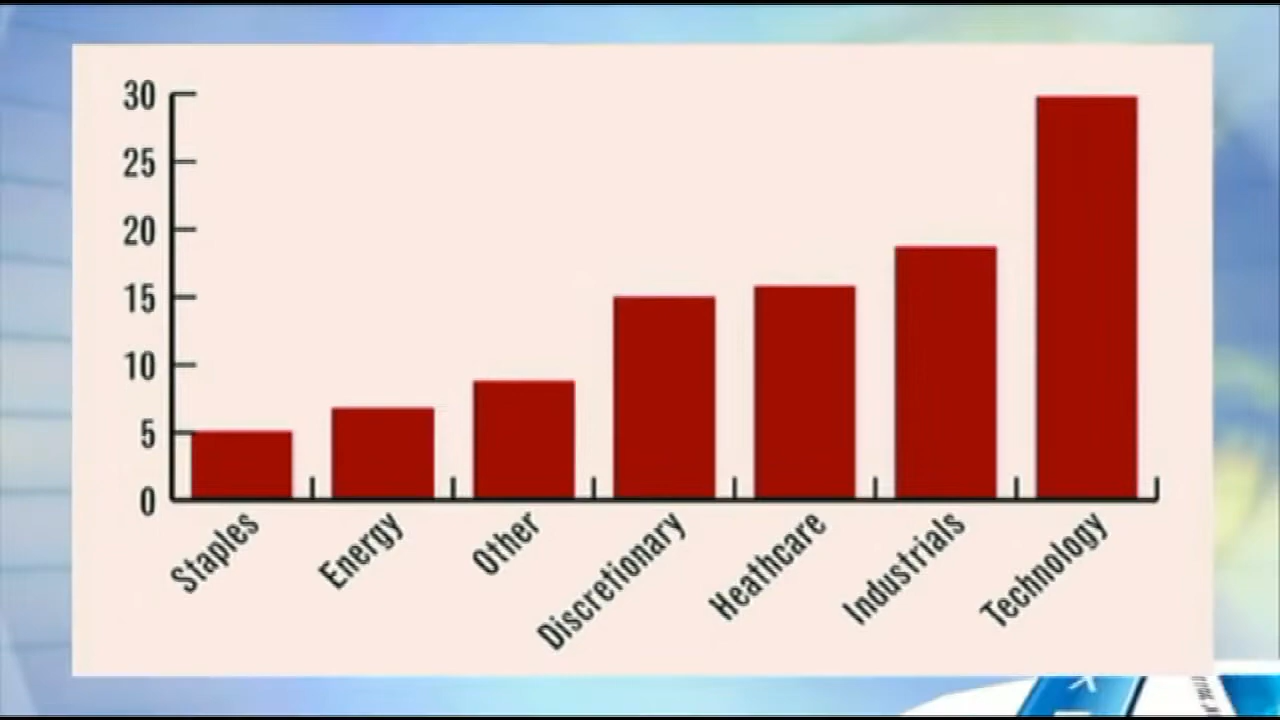 30
25
20
15
10
5
0
Staples
Energy
Other
Discretionary
Heathcare
Industrials
Technology